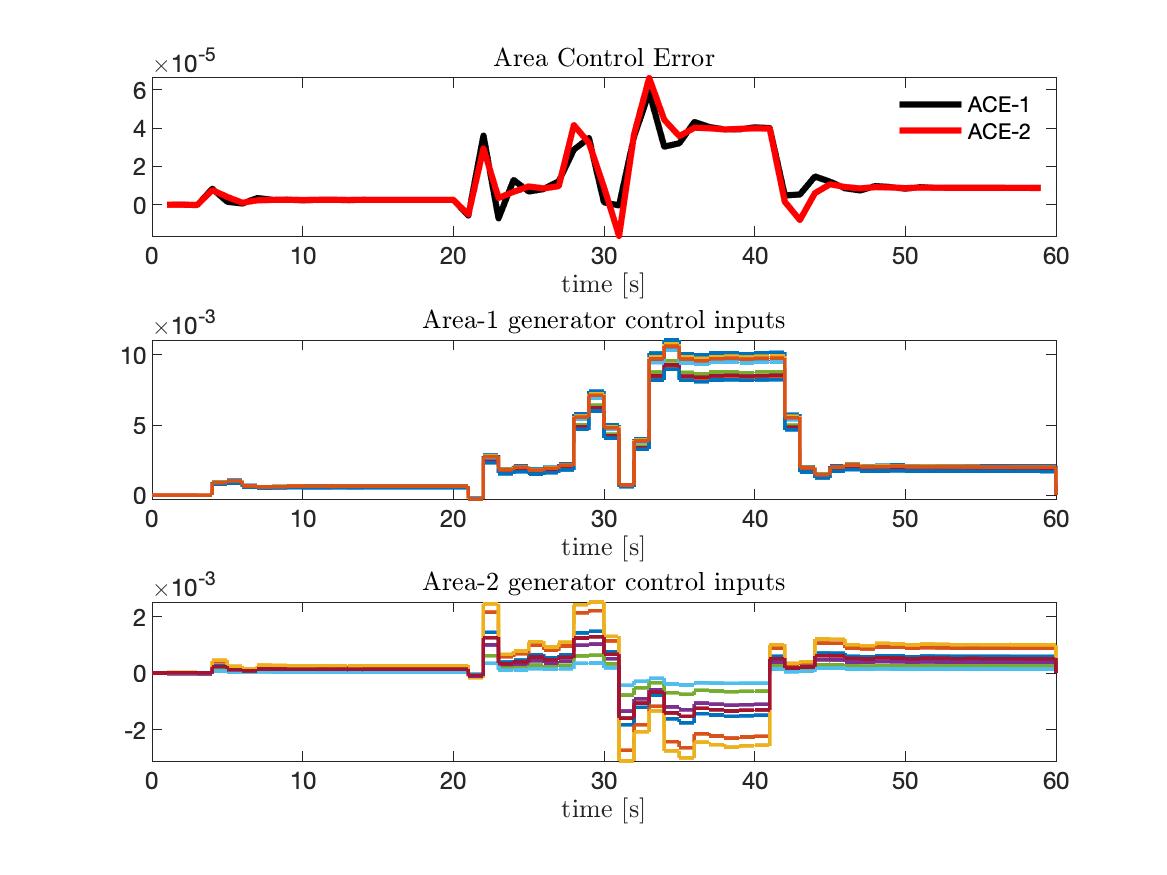 ×10-5
Area Control Error
6
4
2
0
ACE-1
ACE-2
0 10 20 30 40 50 60
time [s]
×10-3
Area-1 generator control inputs
10
5
0
0 10 20 30 40 50 60
time [s]
×10-3
Area-2 generator control inputs
2
0
-2
0 10 20 30 40 50 60
time [s]